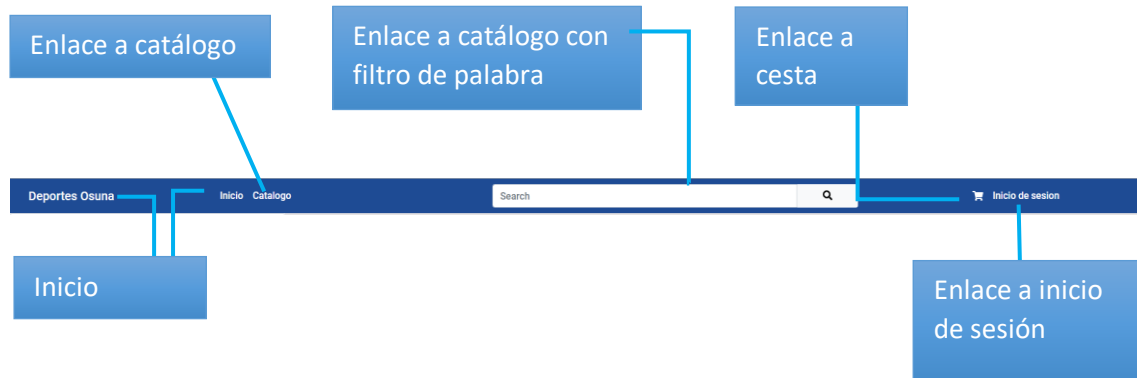 Enlace a catálogo
Enlace a catálogo con
filtro de palabra
Enlace a
cesta
Deportes Osuna
Inicio
Catalogo
Search
Inicio de sesion
Inicio
Enlace a inicio
de sesión